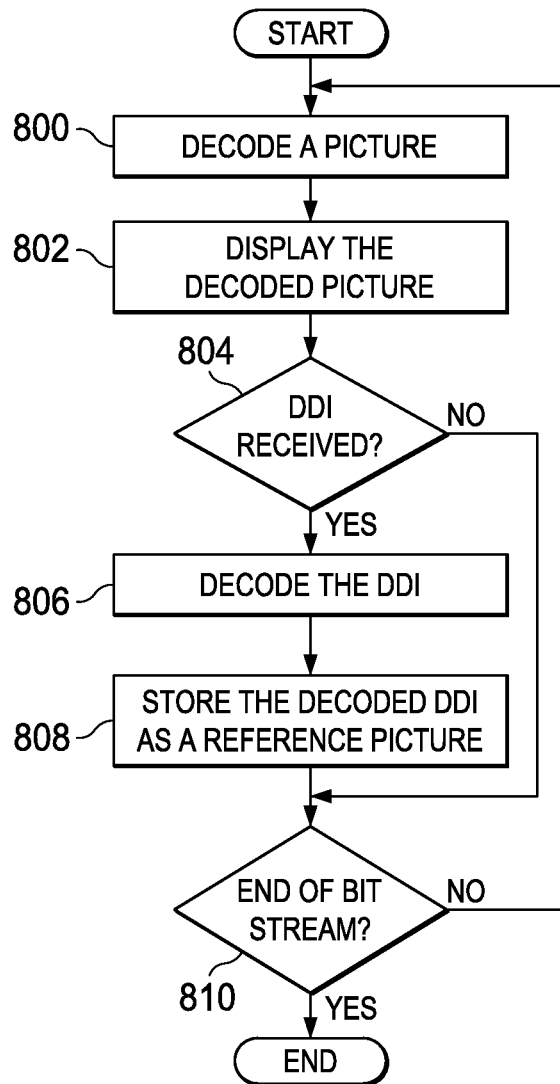 START
800
DECODE A PICTURE
802
DISPLAY THE
DECODED PICTURE
804
DDI
RECEIVED?
NO
YES
806
DECODE THE DDI
808
STORE THE DECODED DDI
AS A REFERENCE PICTURE
END OF BIT
STREAM?
NO
810
YES
END